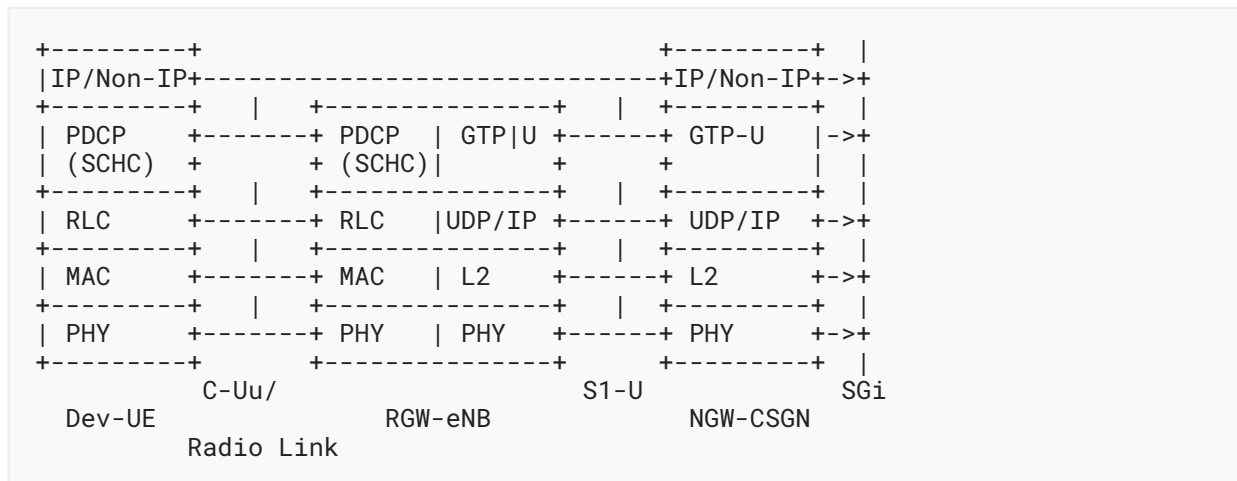 +---------+                              +---------+  |
|IP/Non-IP+------------------------------+IP/Non-IP+->+
+---------+   |   +---------------+   |  +---------+  |
| PDCP    +-------+ PDCP  | GTP|U +------+ GTP-U   |->+
| (SCHC)  +       + (SCHC)|       +      +         |  |
+---------+   |   +---------------+   |  +---------+  |
| RLC     +-------+ RLC   |UDP/IP +------+ UDP/IP  +->+
+---------+   |   +---------------+   |  +---------+  |
| MAC     +-------+ MAC   | L2    +------+ L2      +->+
+---------+   |   +---------------+   |  +---------+  |
| PHY     +-------+ PHY   | PHY   +------+ PHY     +->+
+---------+       +---------------+      +---------+  |
           C-Uu/                    S1-U             SGi
  Dev-UE               RGW-eNB             NGW-CSGN
          Radio Link